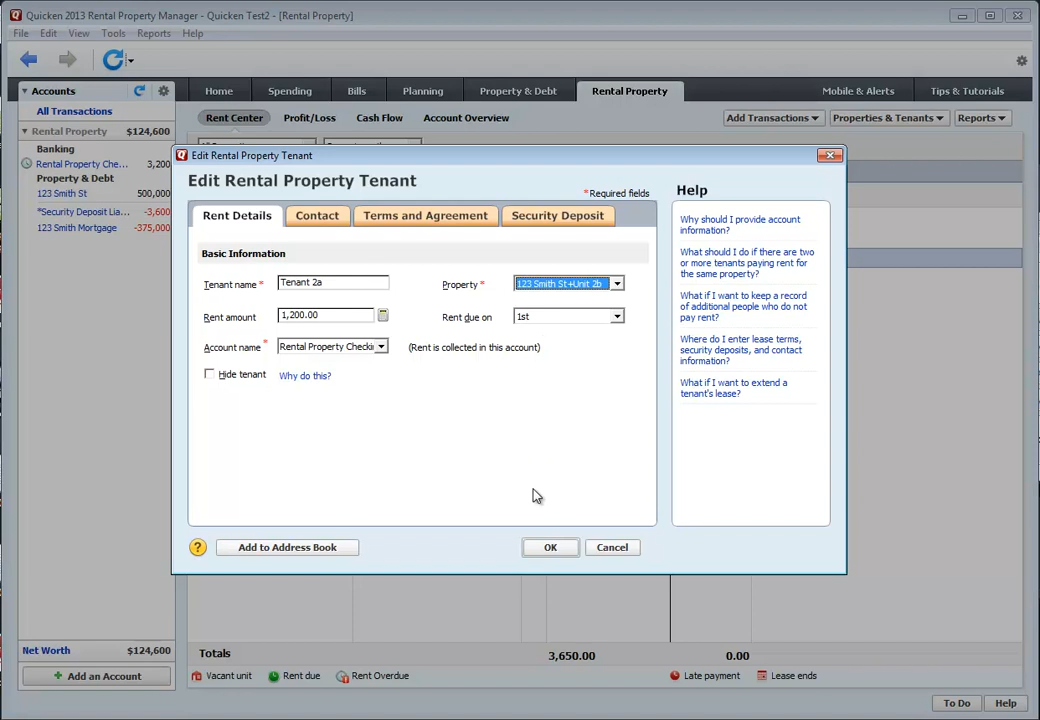 Quicken 2013 Rental Property Manager - Quicken Test2 - [Rental Property]
File Edit View Tools Reports Help
Accounts
All Transactions
Rental Property $124,600
Banking
Rental Property Che... 3,200
Property & Debt
123 Smith St 500,000
*Security Deposit Lia... -3,600
123 Smith Mortgage -375,000
Net Worth $124,600
Add an Account
Home Spending Bills Planning Property & Debt Rental Property Mobile & Alerts Tips & Tutorials
Rent Center Profit/Loss Cash Flow Account Overview Add Transactions Properties & Tenants Reports
Edit Rental Property Tenant
Edit Rental Property Tenant
*Required fields
Rent Details Contact Terms and Agreement Security Deposit
Basic Information
Tenant name * Tenant 2a Property * 123 Smith St+Unit 2b
Rent amount 1,200.00 Rent due on 1st
Account name * Rental Property Checkin (Rent is collected in this account)
Hide tenant Why do this?
? Add to Address Book OK Cancel
Help
Why should I provide account
information?
What should I do if there are two
or more tenants paying rent for
the same property?
What if I want to keep a record
of additional people who do not
pay rent?
Where do I enter lease terms,
security deposits, and contact
information?
What if I want to extend a
tenant's lease?
Totals 3,650.00 0.00
Vacant unit Rent due Rent Overdue Late payment Lease ends
To Do Help